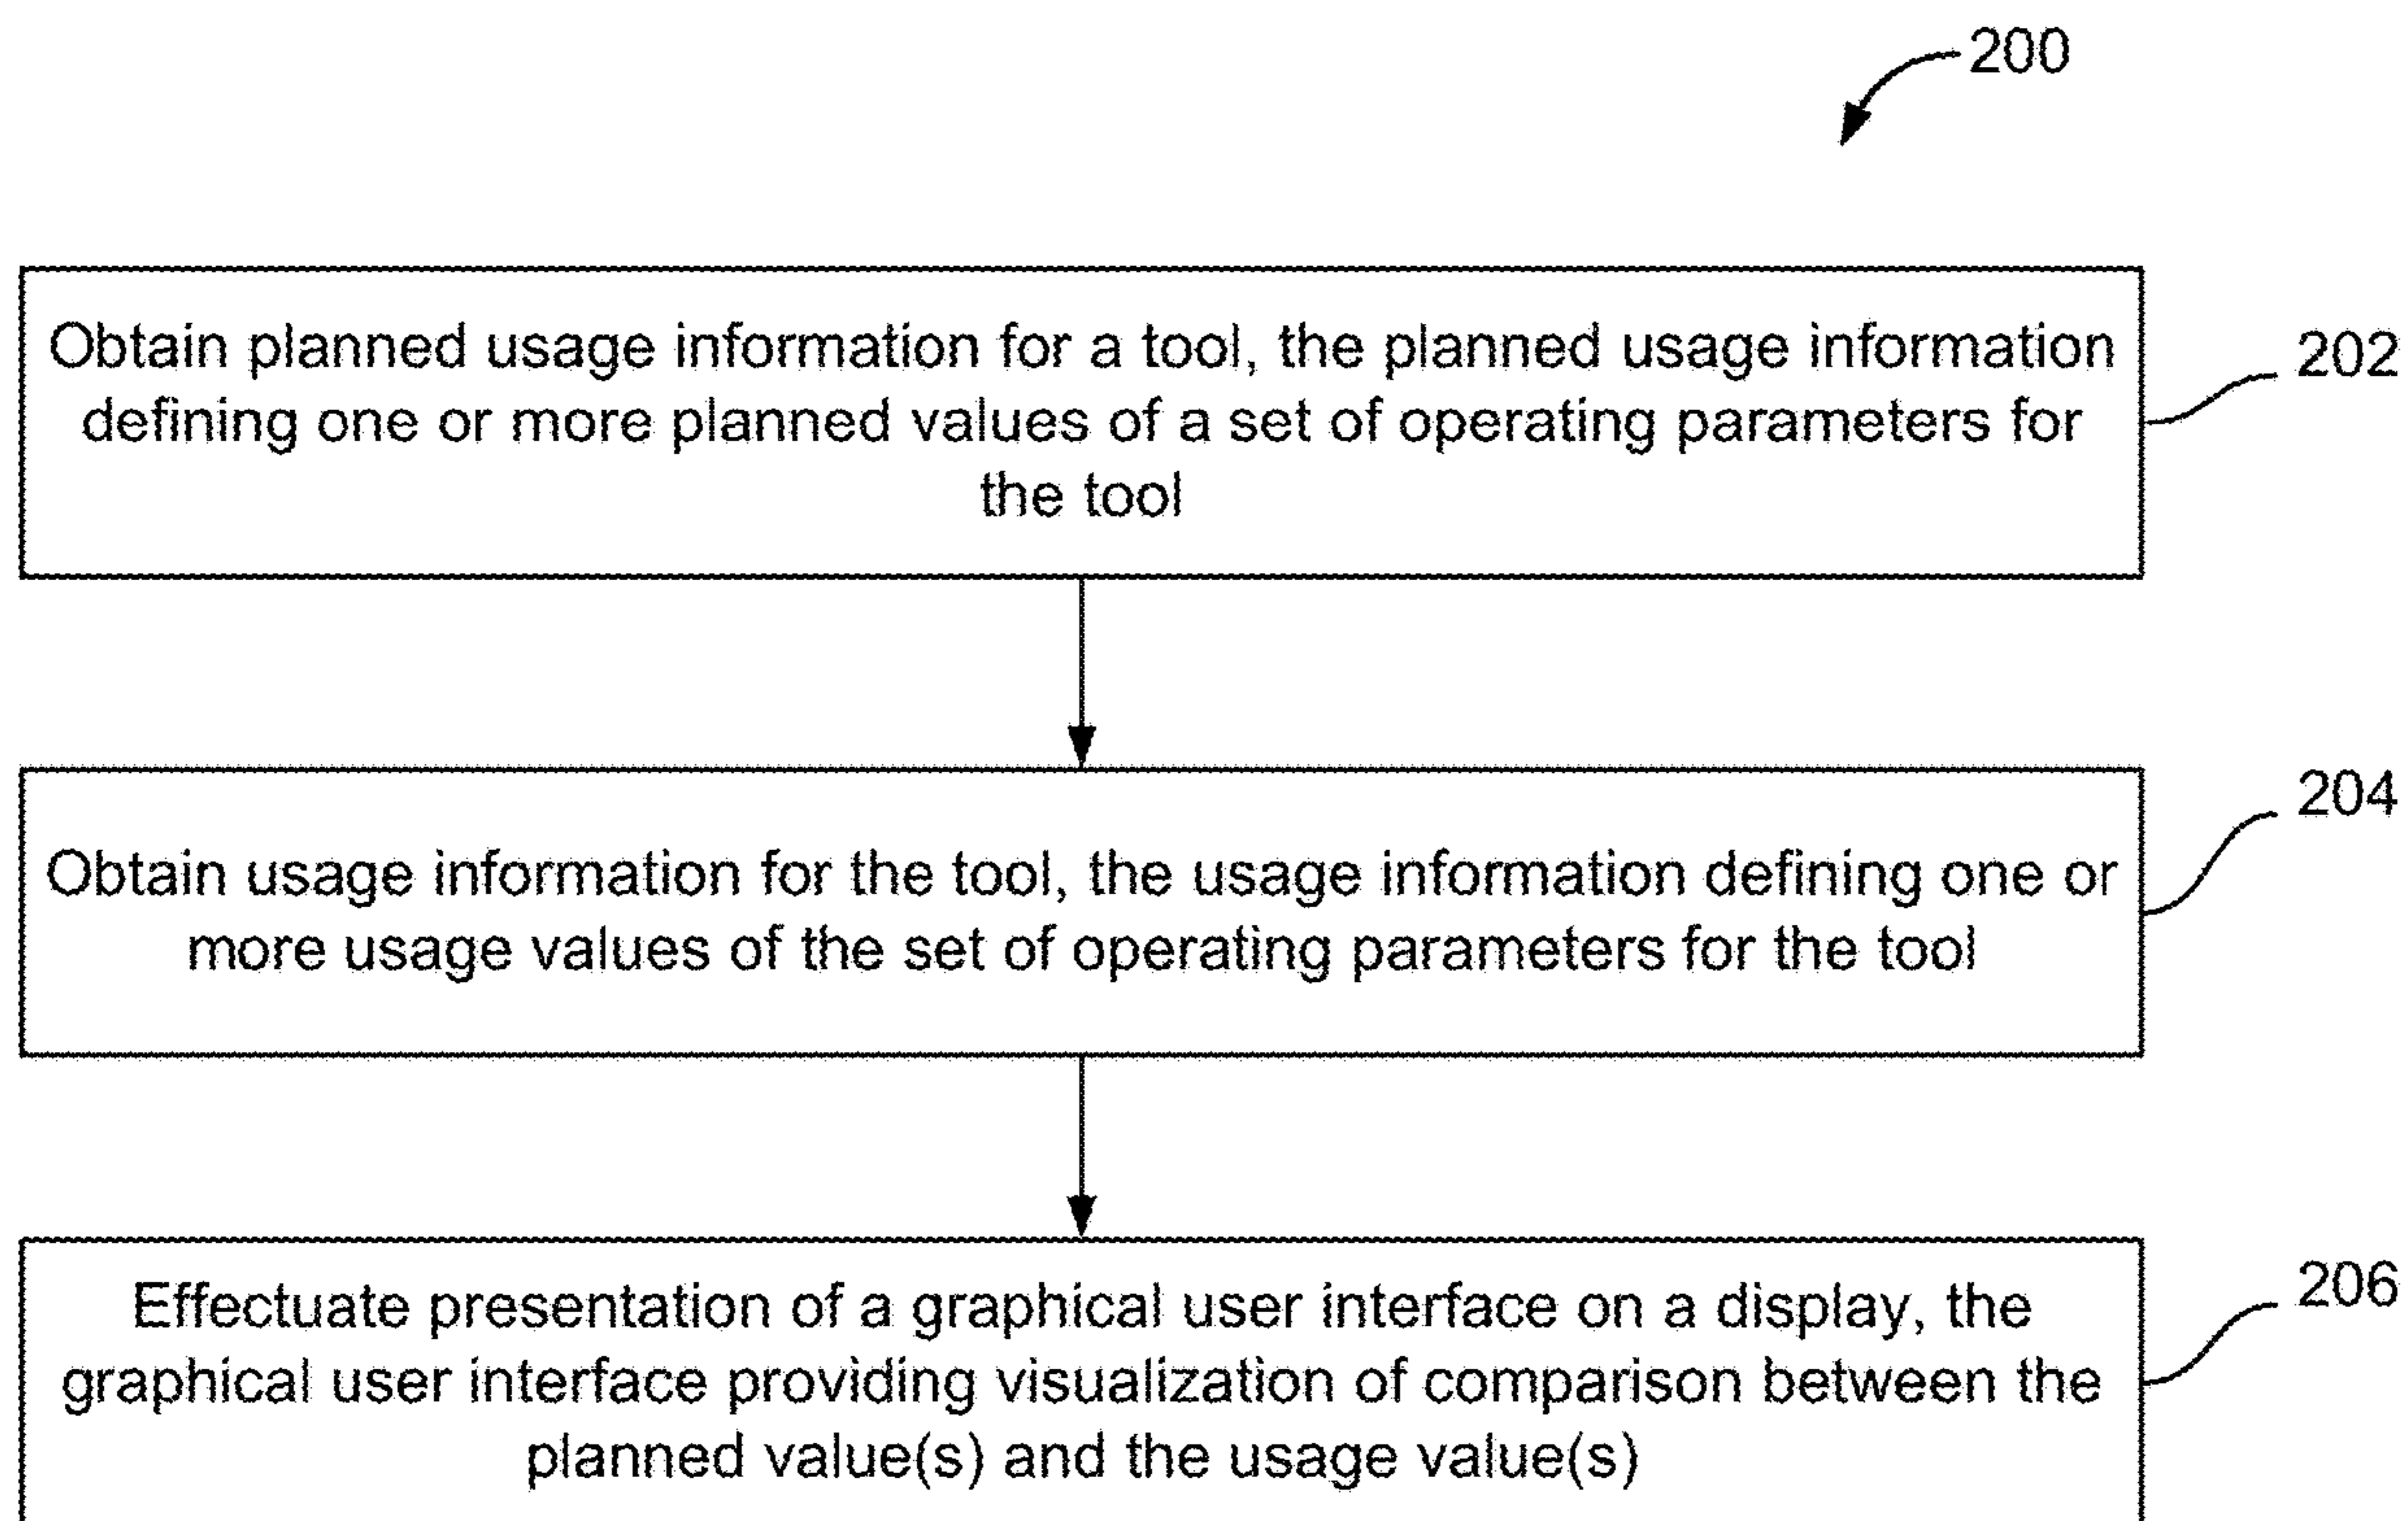 200
Obtain planned usage information for a tool, the planned usage information
defining one or more planned values of a set of operating parameters for
the tool
202
Obtain usage information for the tool, the usage information defining one or
more usage values of the set of operating parameters for the tool
204
Effectuate presentation of a graphical user interface on a display, the
graphical user interface providing visualization of comparison between the
planned value(s) and the usage value(s)
206